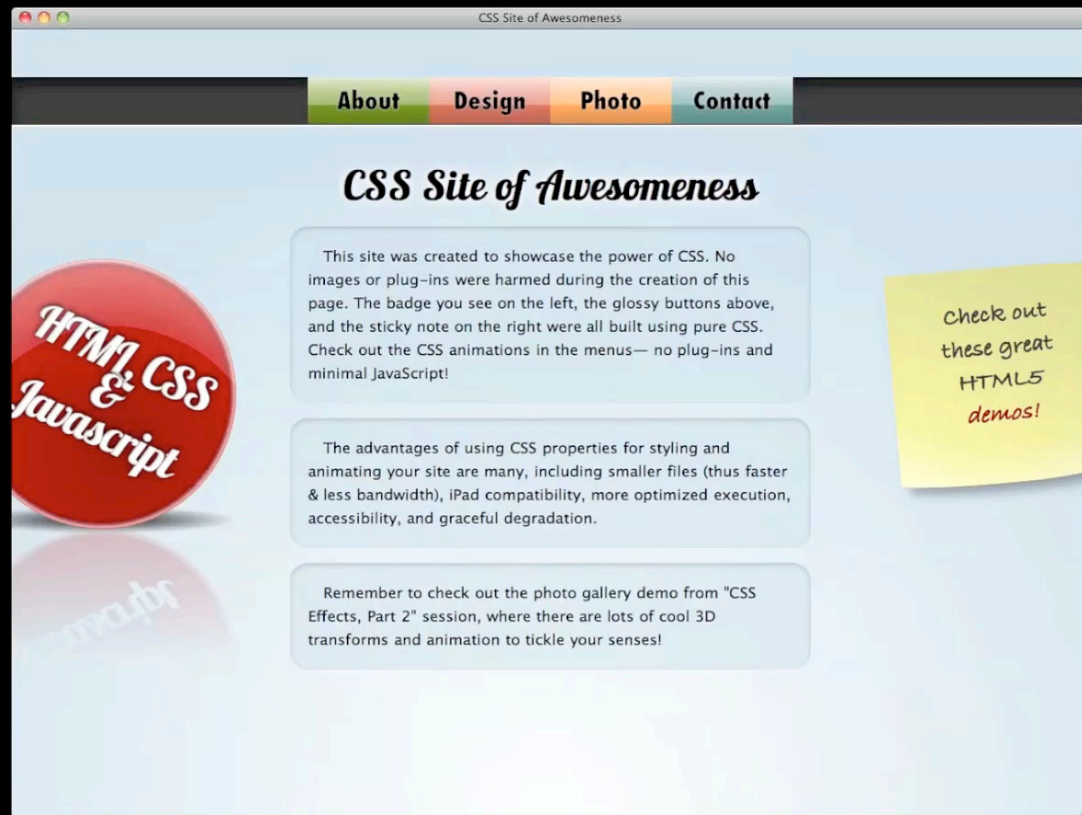 CSS Site of Awesomeness
About Design Photo Contact
CSS Site of Awesomeness
This site was created to showcase the power of CSS. No
images or plug-ins were harmed during the creation of this
page. The badge you see on the left, the glossy buttons above,
and the sticky note on the right were all built using pure CSS.
Check out the CSS animations in the menus— no plug-ins and
minimal JavaScript!
The advantages of using CSS properties for styling and
animating your site are many, including smaller files (thus faster
& less bandwidth), iPad compatibility, more optimized execution,
accessibility, and graceful degradation.
Remember to check out the photo gallery demo from "CSS
Effects, Part 2" session, where there are lots of cool 3D
transforms and animation to tickle your senses!
HTML, CSS
&
Javascript
Check out
these great
HTML5
demos!